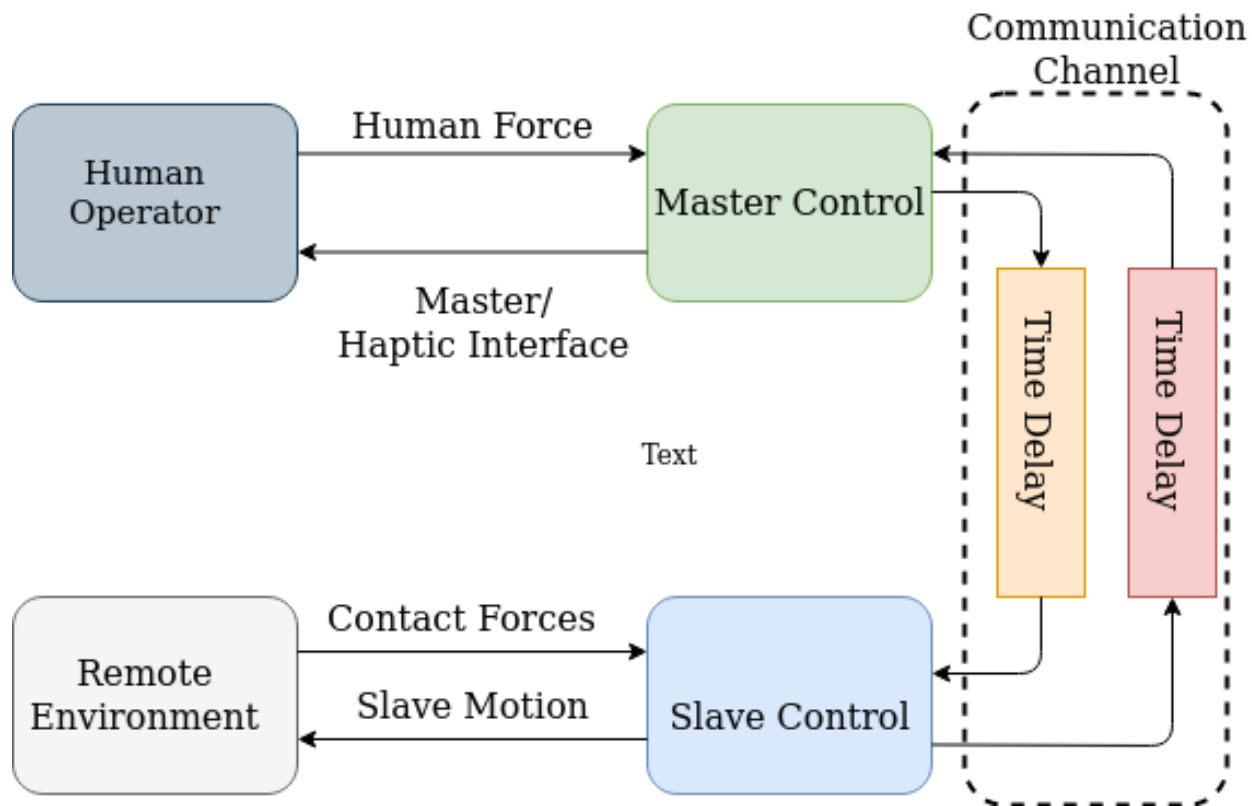 Communication
Channel
Human Force
Human
Operator
Master Control
Master/
Haptic Interface
Time Delay
Time Delay
Text
Contact Forces
Remote
Environment
Slave Motion
Slave Control